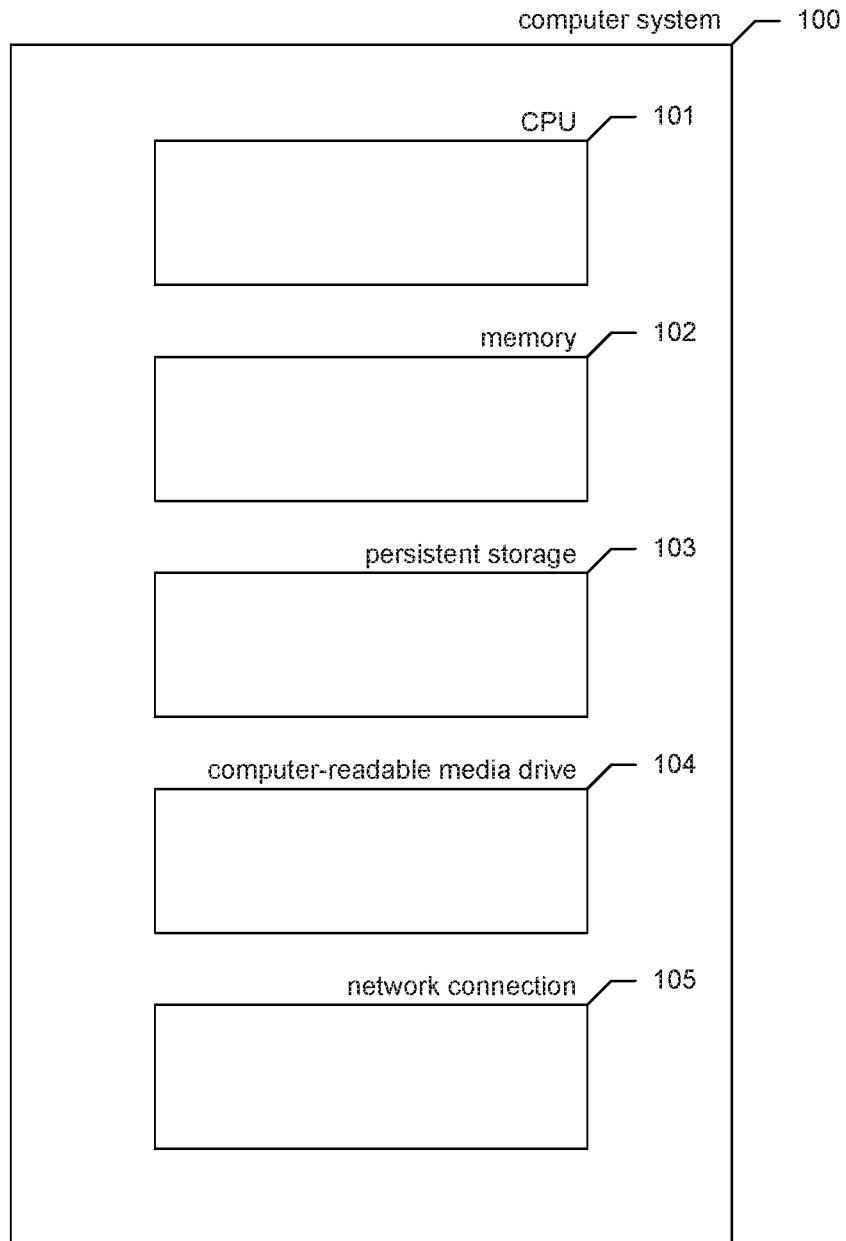 computer system 100
CPU 101
memory 102
persistent storage 103
computer-readable media drive 104
network connection 105